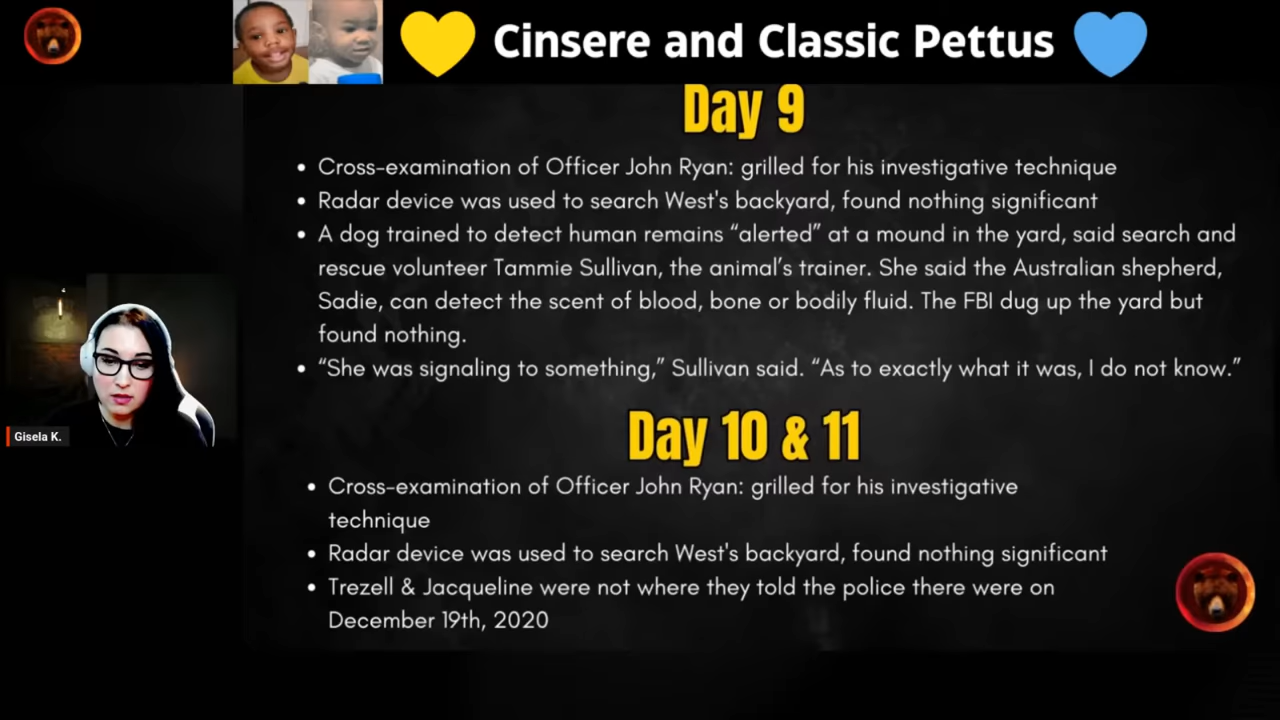 Cinsere and Classic Pettus
Day 9
• Cross-examination of Officer John Ryan: grilled for his investigative technique
• Radar device was used to search West's backyard, found nothing significant
• A dog trained to detect human remains “alerted” at a mound in the yard, said search and
rescue volunteer Tammie Sullivan, the animal’s trainer. She said the Australian shepherd,
Sadie, can detect the scent of blood, bone or bodily fluid. The FBI dug up the yard but
found nothing.
• “She was signaling to something,” Sullivan said. “As to exactly what it was, I do not know.”
Gisela K.
Day 10 & 11
• Cross-examination of Officer John Ryan: grilled for his investigative
technique
• Radar device was used to search West's backyard, found nothing significant
• Trezell & Jacqueline were not where they told the police there were on
December 19th, 2020